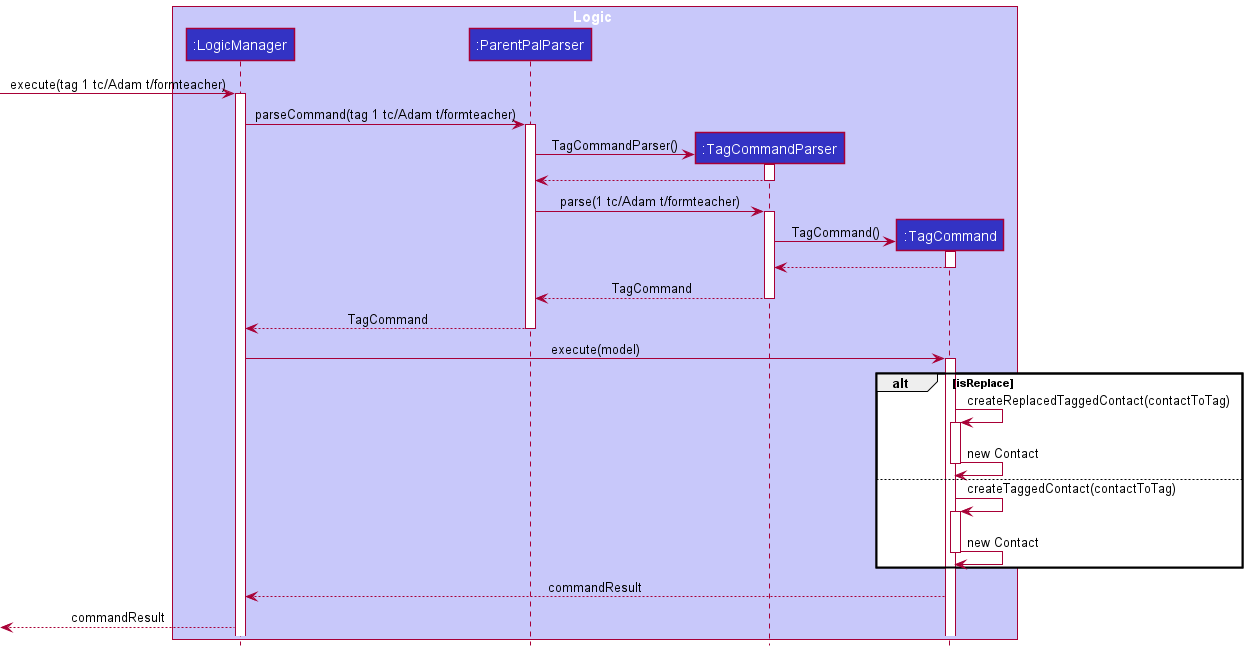 Logic
:LogicManager
:ParentPalParser
execute(tag 1 tc/Adam t/formteacher)
parseCommand(tag 1 tc/Adam t/formteacher)
TagCommandParser()
:TagCommandParser
parse(1 tc/Adam t/formteacher)
TagCommand()
:TagCommand
TagCommand
TagCommand
execute(model)
alt
[isReplace]
createReplacedTaggedContact(contactToTag)
new Contact
createTaggedContact(contactToTag)
new Contact
commandResult
commandResult